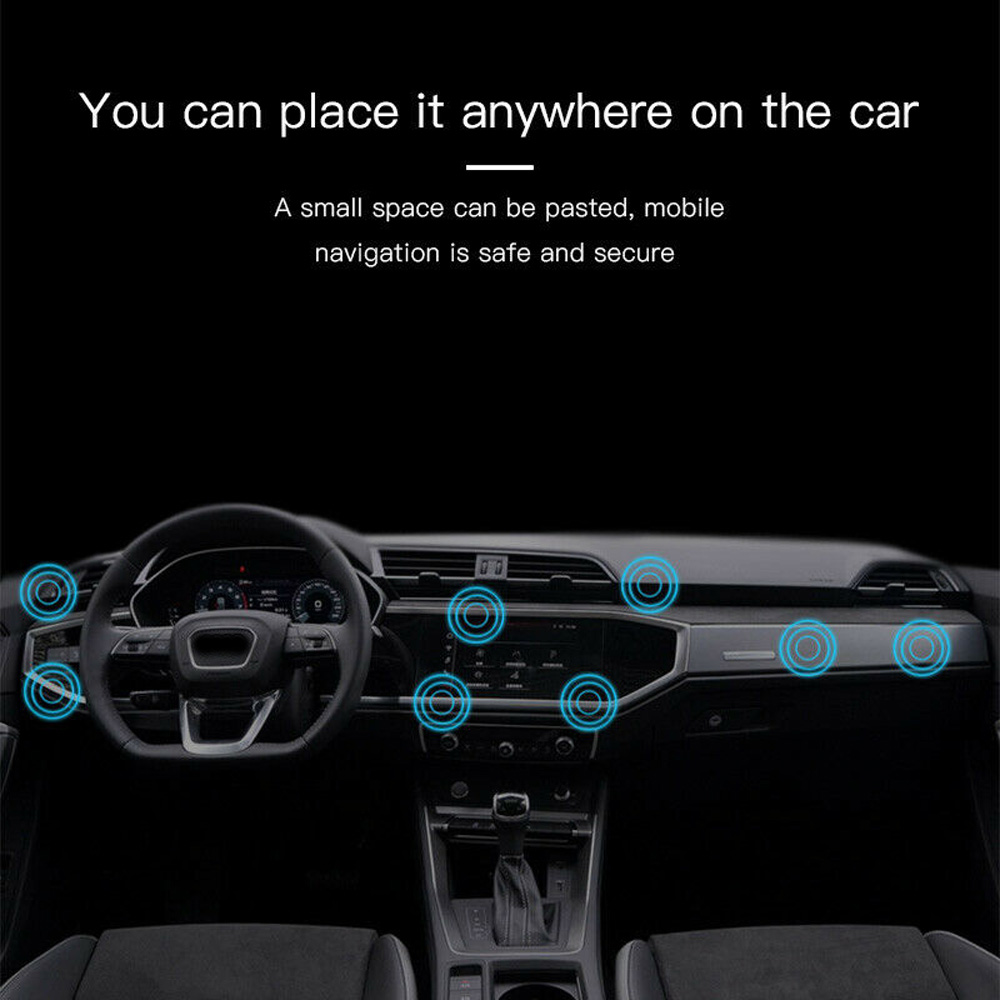 You can place it anywhere on the car
A small space can be pasted, mobile
navigation is safe and secure